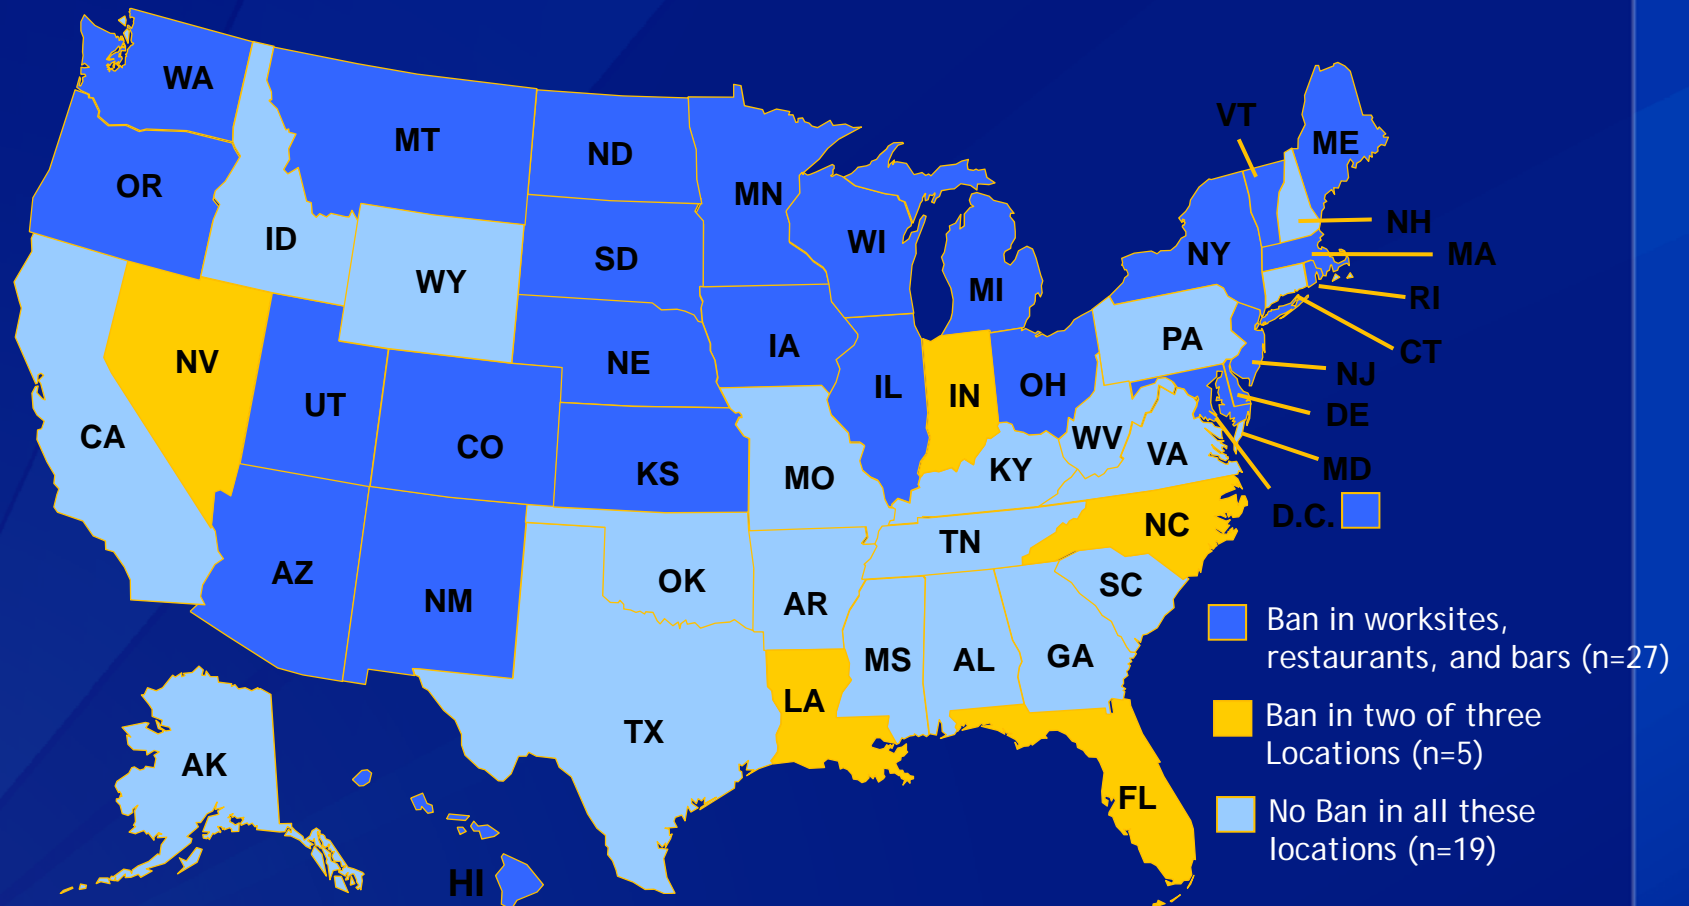 WA
MT
ND
MN
VT
ME
OR
ID
WY
SD
WI
MI
NY
NH
MA
RI
CT
NV
UT
CO
NE
IA
IL
IN
OH
PA
NJ
DE
MD
D.C.
CA
KS
MO
KY
WV
VA
AZ
NM
OK
AR
TN
NC
SC
MS
AL
GA
LA
TX
FL
AK
HI
Ban in worksites,
restaurants, and bars (n=27)
Ban in two of three
Locations (n=5)
No Ban in all these
locations (n=19)